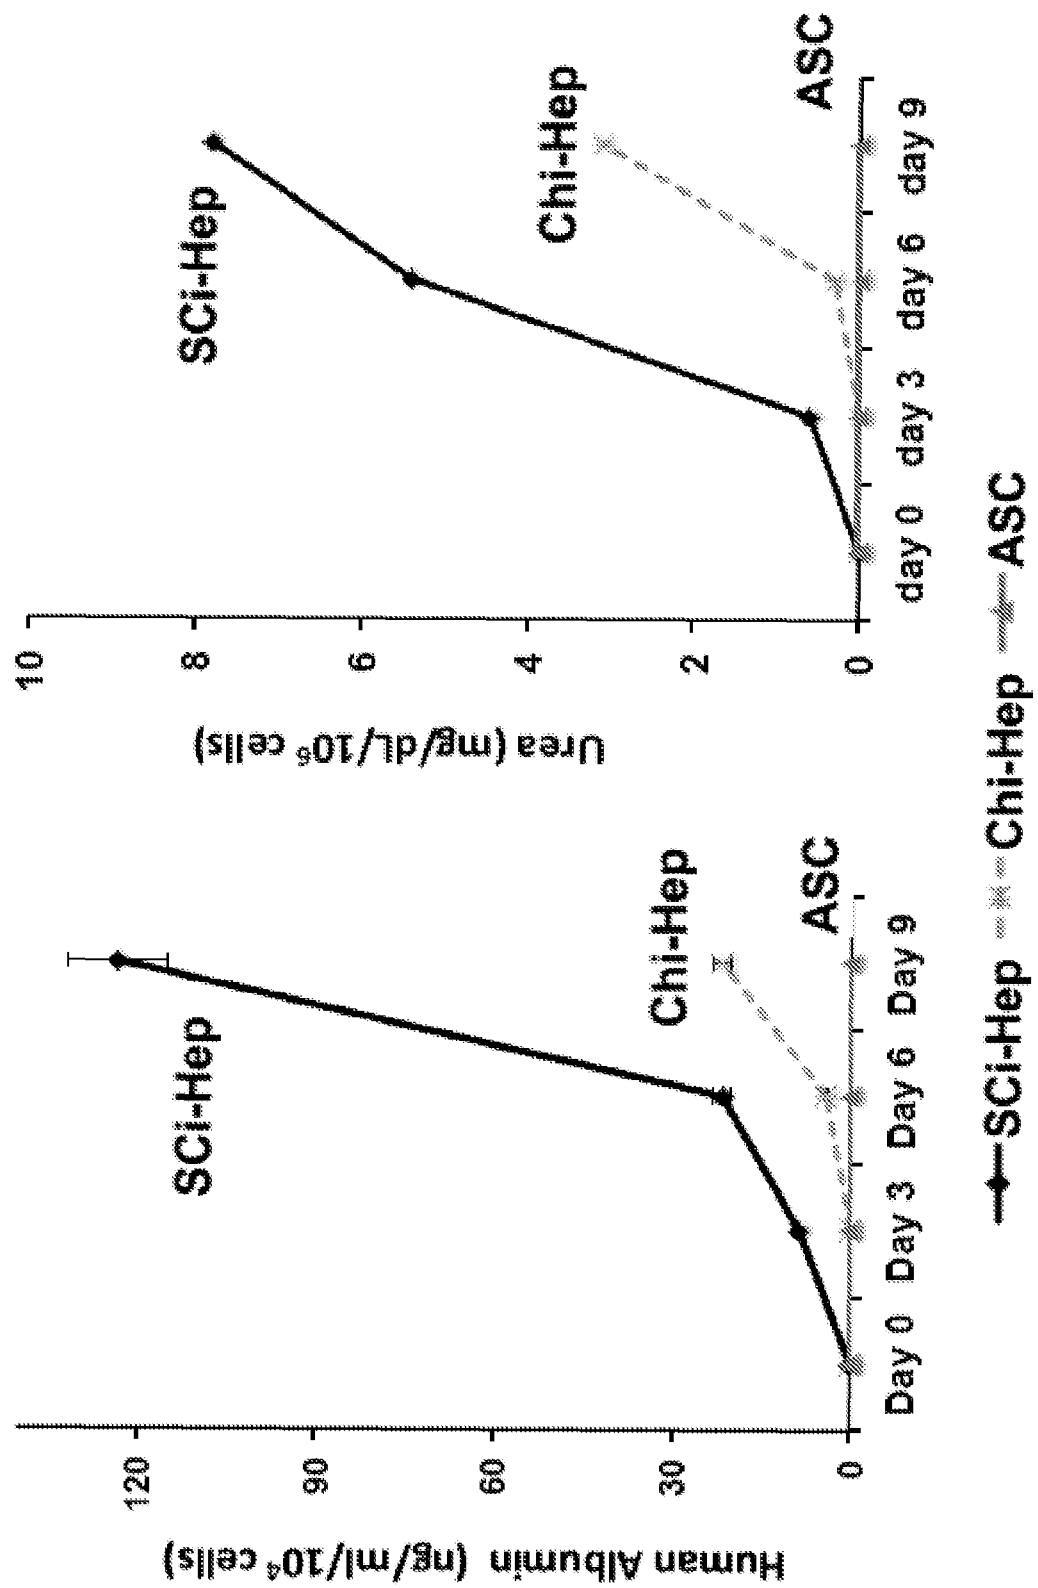 Human Albumin (ng/ml/10⁴ cells)
120
90
60
30
0
SCi-Hep
Chi-Hep
ASC
Day 0 Day 3 Day 6 Day 9
Urea (mg/dL/10⁶ cells)
10
8
6
4
2
0
SCi-Hep
Chi-Hep
ASC
day 0 day 3 day 6 day 9
SCi-Hep Chi-Hep ASC